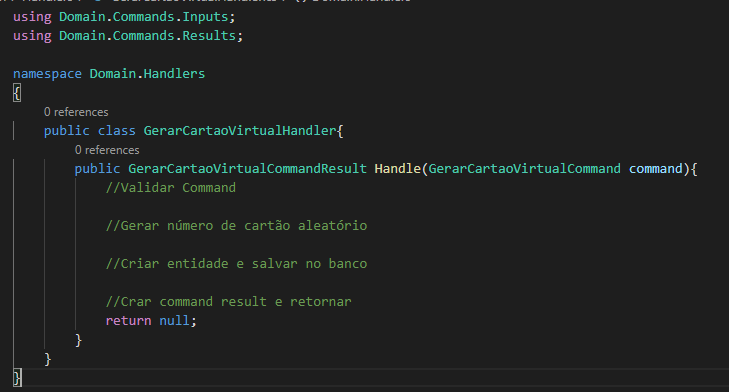 using Domain.Commands.Inputs;
using Domain.Commands.Results;
namespace Domain.Handlers
{
0 references
public class GerarCartaoVirtualHandler{
0 references
public GerarCartaoVirtualCommandResult Handle(GerarCartaoVirtualCommand command){
//Validar Command
//Gerar número de cartão aleatório
//Criar entidade e salvar no banco
//Crar command result e retornar
return null;
}
}
}